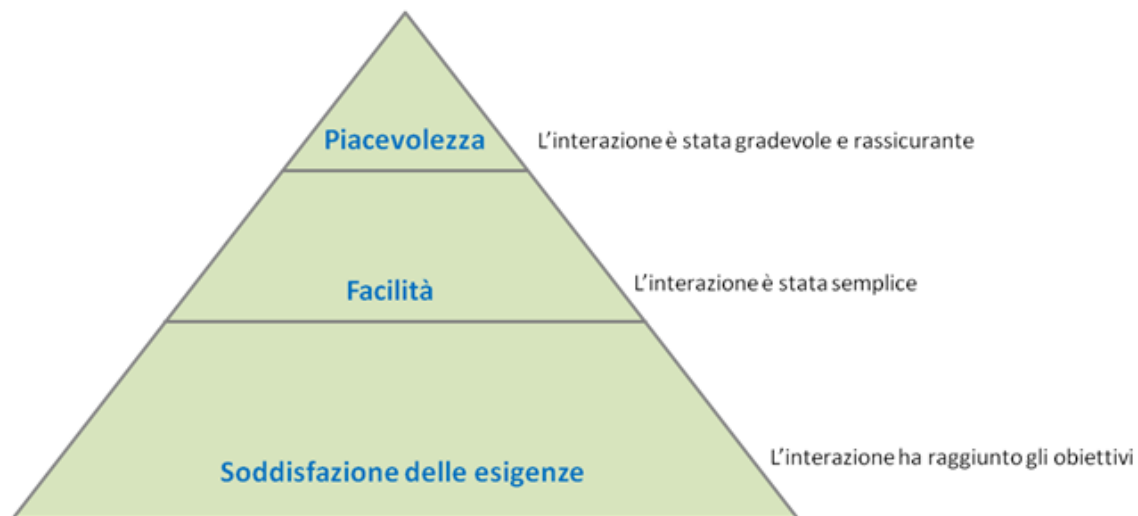 Piacevolezza
L'interazione è stata gradevole e rassicurante
Facilità
L'interazione è stata semplice
Soddisfazione delle esigenze
L'interazione ha raggiunto gli obiettivi